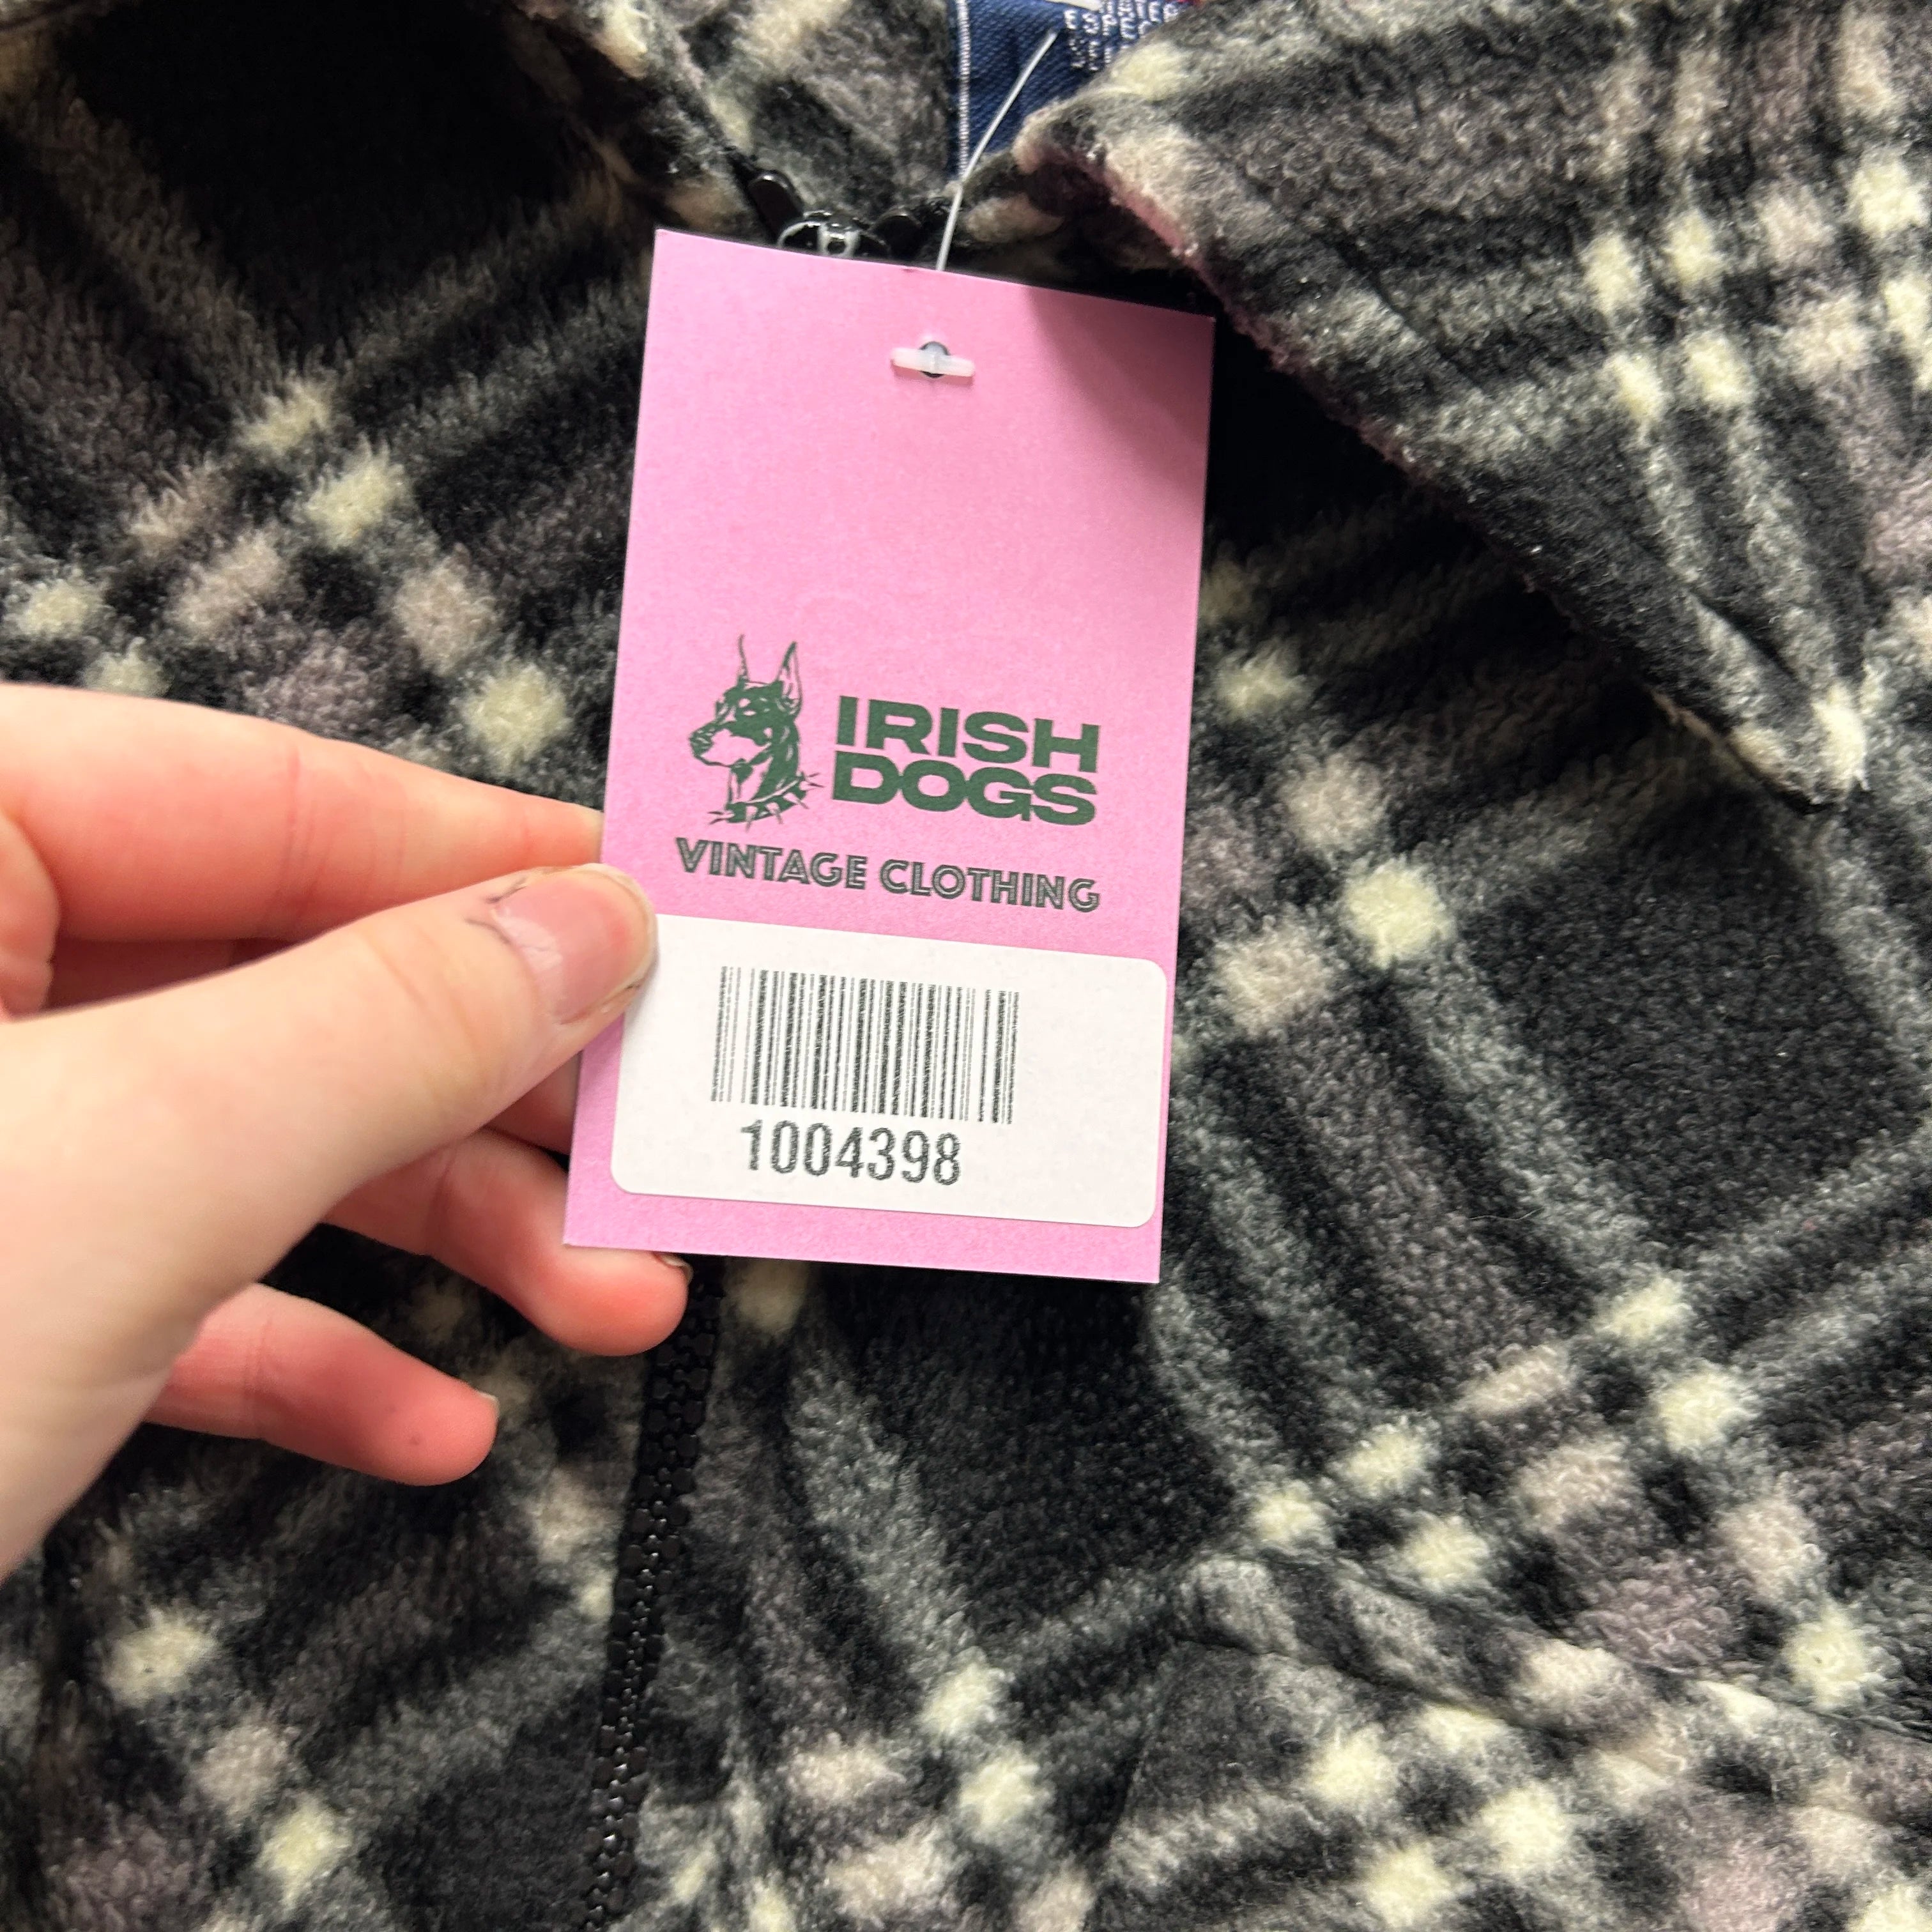 IRISH
DOGS
VINTAGE CLOTHING
1004398